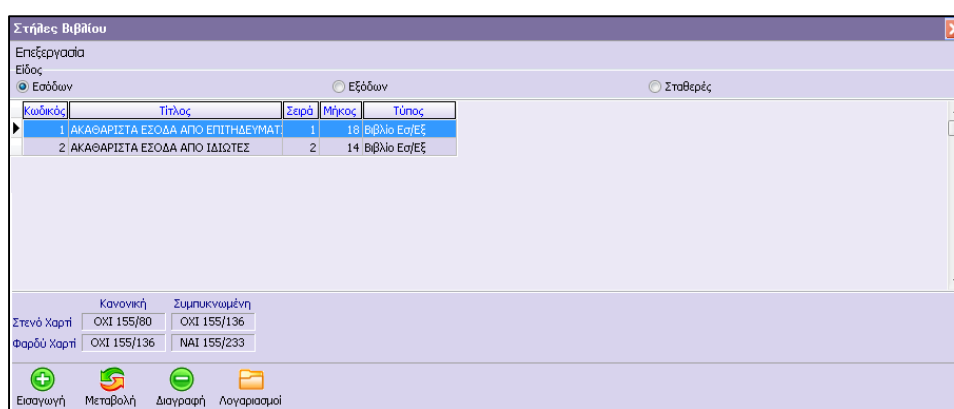 Στήλες Βιβλίου
Επεξεργασία
Είδος
Εσόδων Εξόδων Σταθερές
Κωδικός Τίτλος Σειρά Μήκος Τύπος
1 ΑΚΑΘΑΡΙΣΤΑ ΕΣΟΔΑ ΑΠΟ ΕΠΙΤΗΔΕΥΜΑΤ 1 18 Βιβλίο Εσ/Εξ
2 ΑΚΑΘΑΡΙΣΤΑ ΕΣΟΔΑ ΑΠΟ ΙΔΙΩΤΕΣ 2 14 Βιβλίο Εσ/Εξ
Κανονική Συμπυκνωμένη
Στενό Χαρτί ΟΧΙ 155/80 ΟΧΙ 155/136
Φαρδύ Χαρτί ΟΧΙ 155/136 ΝΑΙ 155/233
Εισαγωγή Μεταβολή Διαγραφή Λογαριασμοί